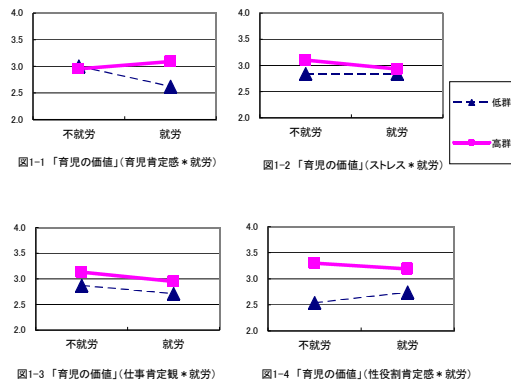 4.0
3.5
3.0
2.5
2.0
不就労
就労
図1-1 「育児の価値」(育児肯定感*就労)
4.0
3.5
3.0
2.5
2.0
不就労
就労
図1-2 「育児の価値」(ストレス*就労)
低群
高群
4.0
3.5
3.0
2.5
2.0
不就労
就労
図1-3 「育児の価値」(仕事肯定観*就労)
4.0
3.5
3.0
2.5
2.0
不就労
就労
図1-4 「育児の価値」(性役割肯定感*就労)